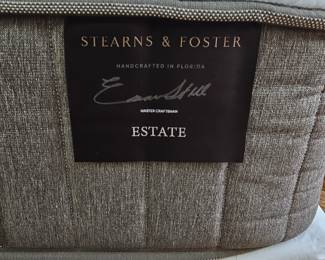 STEARNS & FOSTER
HANDCRAFTED IN FLORIDA
MASTER CRAFTSMAN
ESTATE